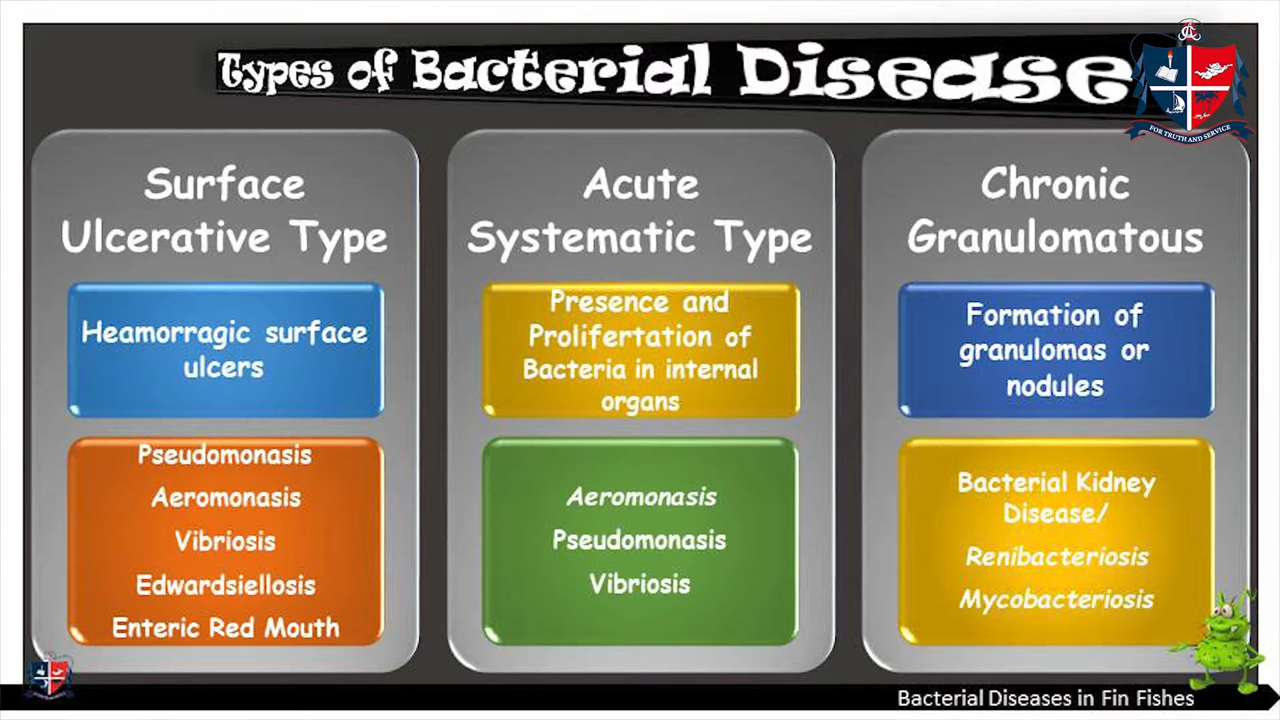 Types of Bacterial Disease
Surface
Ulcerative Type
Heamorragic surface
ulcers
Pseudomonasis
Aeromonasis
Vibriosis
Edwardsiellosis
Enteric Red Mouth
Acute
Systematic Type
Presence and
Prolifertation of
Bacteria in internal
organs
Aeromonasis
Pseudomonasis
Vibriosis
Chronic
Granulomatous
Formation of
granulomas or
nodules
Bacterial Kidney
Disease/
Renibacteriosis
Mycobacteriosis
FOR TRUTH AND SERVICE
Bacterial Diseases in Fin Fishes